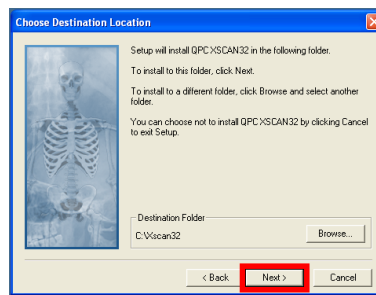 Choose Destination Location
Setup will install QPC XSCAN32 in the following folder.
To install to this folder, click Next.
To install to a different folder, click Browse and select another
folder.
You can choose not to install QPC XSCAN32 by clicking Cancel
to exit Setup.
Destination Folder
C:\Xscan32
Browse...
< Back
Next >
Cancel